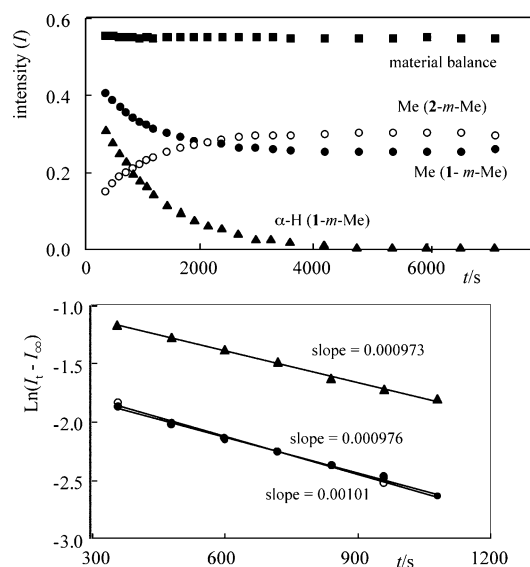 intensity (I)
0.6
0.4
0.2
0.0
material balance
Me (2-m-Me)
Me (1- m-Me)
α-H (1-m-Me)
0
2000
4000
6000
t/s
Ln(It - I∞)
-1.0
-1.5
-2.0
-2.5
-3.0
slope = 0.000973
slope = 0.000976
slope = 0.00101
300
600
900
1200
t/s